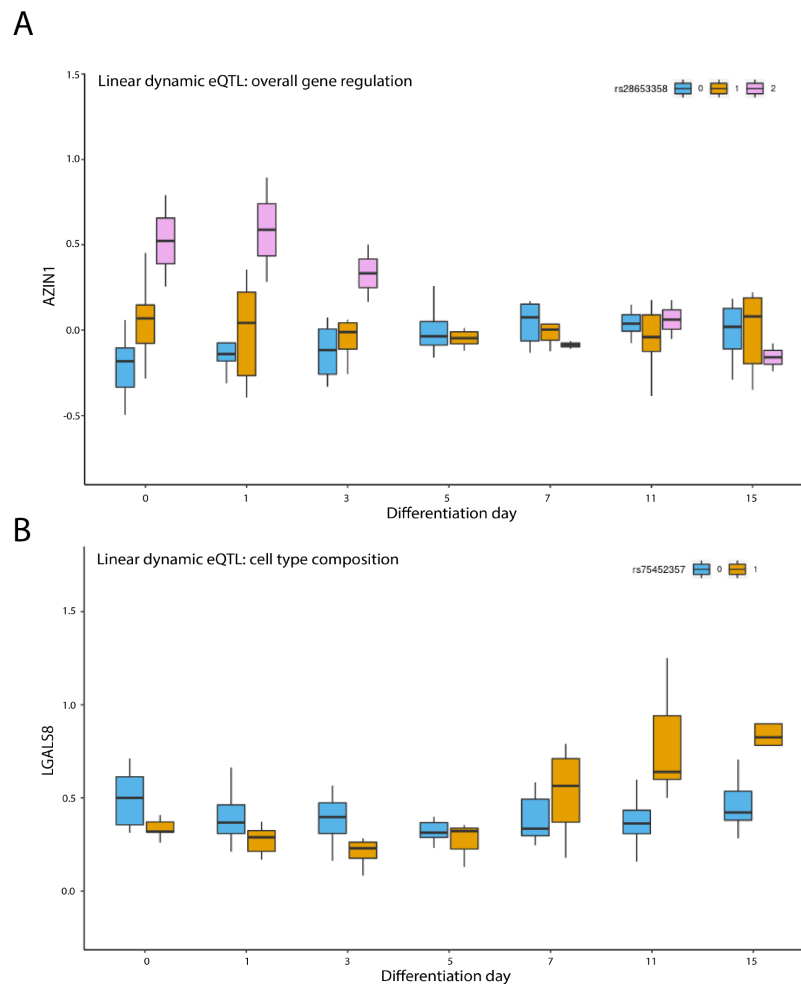 A
Linear dynamic eQTL: overall gene regulation
rs28653358 0 1 2
1.5
1.0
0.5
0.0
-0.5
AZIN1
0 1 3 5 7 11 15
Differentiation day
B
Linear dynamic eQTL: cell type composition
rs75452357 0 1
1.5
1.0
0.5
0.0
LGALS8
0 1 3 5 7 11 15
Differentiation day